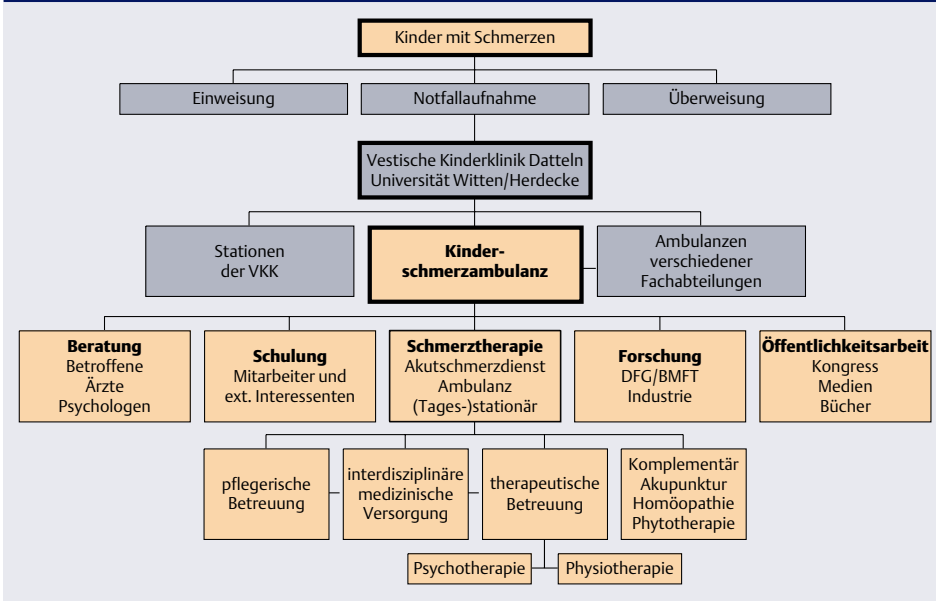 Kinder mit Schmerzen
Einweisung
Notfallaufnahme
Überweisung
Vestische Kinderklinik Datteln
Universität Witten/Herdecke
Stationen
der VKK
Kinder-
schmerzambulanz
Ambulanzen
verschiedener
Fachabteilungen
Beratung
Betroffene
Ärzte
Psychologen
Schulung
Mitarbeiter und
ext. Interessenten
Schmerztherapie
Akutschmerzdienst
Ambulanz
(Tages-)stationär
Forschung
DFG/BMFT
Industrie
Öffentlichkeitsarbeit
Kongress
Medien
Bücher
pflegerische
Betreuung
interdisziplinäre
medizinische
Versorgung
therapeutische
Betreuung
Komplementär
Akupunktur
Homöopathie
Phytotherapie
Psychotherapie
Physiotherapie